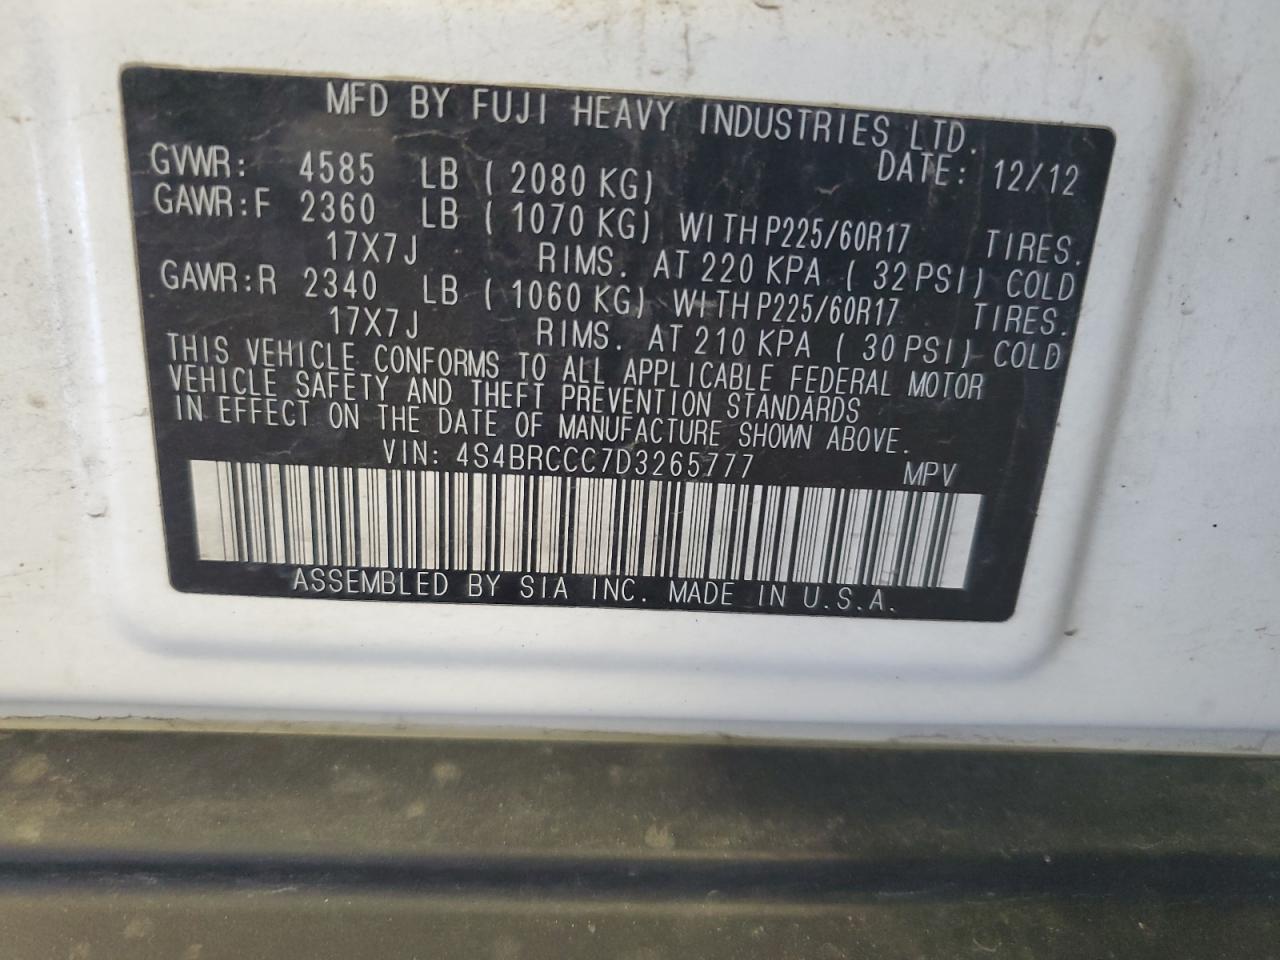 MFD BY FUJI HEAVY INDUSTRIES LTD.
DATE: 12/12
GVWR: 4585 LB ( 2080 KG)
GAWR:F 2360 LB ( 1070 KG) WITH P225/60R17 TIRES.
17X7J RIMS. AT 220 KPA ( 32 PSI) COLD
GAWR:R 2340 LB ( 1060 KG) WITH P225/60R17 TIRES.
17X7J RIMS. AT 210 KPA ( 30 PSI) COLD
THIS VEHICLE CONFORMS TO ALL APPLICABLE FEDERAL MOTOR
VEHICLE SAFETY AND THEFT PREVENTION STANDARDS
IN EFFECT ON THE DATE OF MANUFACTURE SHOWN ABOVE.
VIN: 4S4BRCCC7D3265777 MPV
ASSEMBLED BY SIA INC. MADE IN U.S.A.